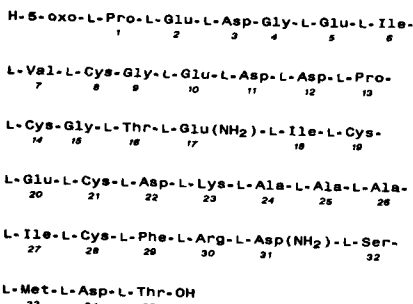 H-5-oxo-L-Pro-L-Glu-L-Asp-Gly-L-Glu-L-Ile-
1 2 3 4 5 6
L-Val-L-Cys-Gly-L-Glu-L-Asp-L-Asp-L-Pro-
7 8 9 10 11 12 13
L-Cys-Gly-L-Thr-L-Glu(NH2)-L-Ile-L-Cys-
14 15 16 17 18 19
L-Glu-L-Cys-L-Asp-L-Lys-L-Ala-L-Ala-L-Ala-
20 21 22 23 24 25 26
L-Ile-L-Cys-L-Phe-L-Arg-L-Asp(NH2)-L-Ser-
27 28 29 30 31 32
L-Met-L-Asp-L-Thr-OH